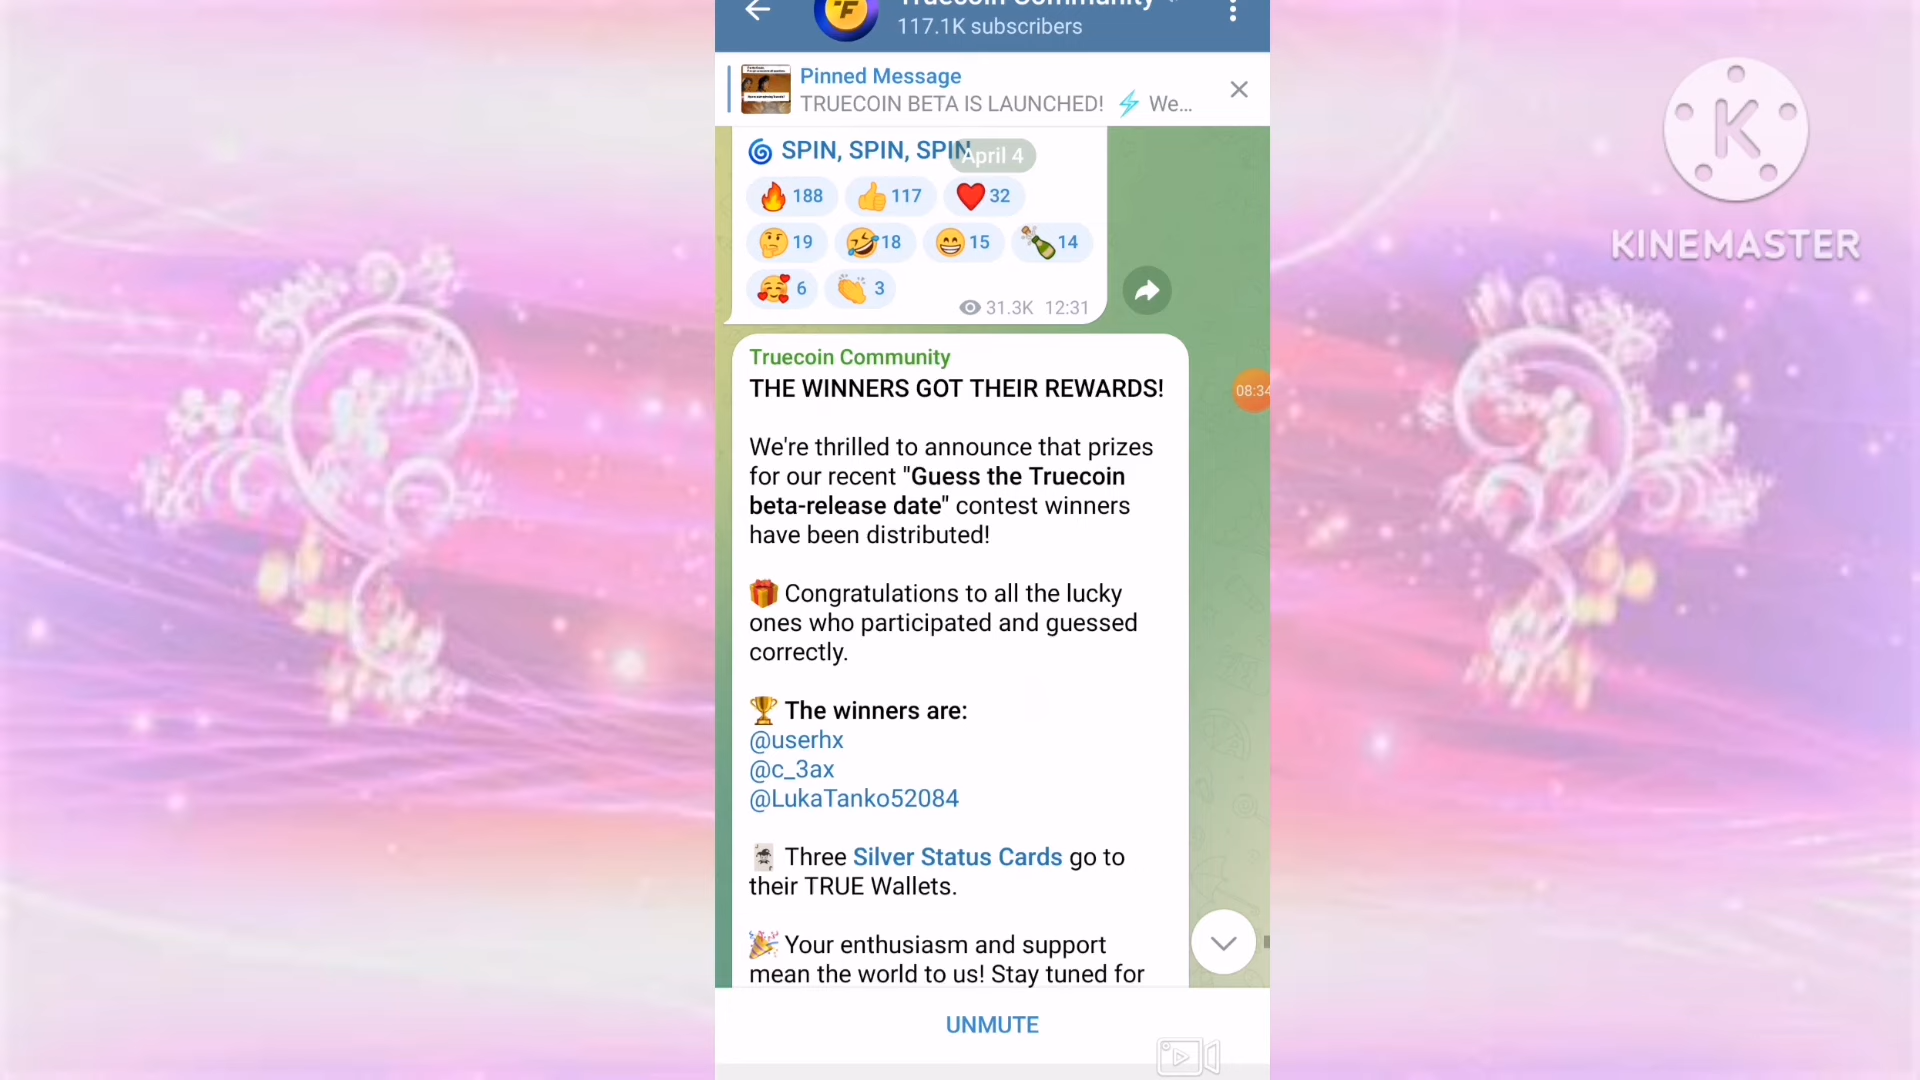 Truecoin Community
117.1K subscribers
Pinned Message
TRUECOIN BETA IS LAUNCHED! ⚡ We...
🌀 SPIN, SPIN, SPIN
April 4
🔥 188 👍 117 ❤️ 32
🤔 19 🤣 18 😁 15 🍾 14
🥰 6 👏 3
31.3K 12:31
Truecoin Community
THE WINNERS GOT THEIR REWARDS!
We're thrilled to announce that prizes
for our recent "Guess the Truecoin
beta-release date" contest winners
have been distributed!
🎁 Congratulations to all the lucky
ones who participated and guessed
correctly.
🏆 The winners are:
@userhx
@c_3ax
@LukaTanko52084
🃏 Three Silver Status Cards go to
their TRUE Wallets.
🎉 Your enthusiasm and support
mean the world to us! Stay tuned for
UNMUTE
08:34
K
KINEMASTER